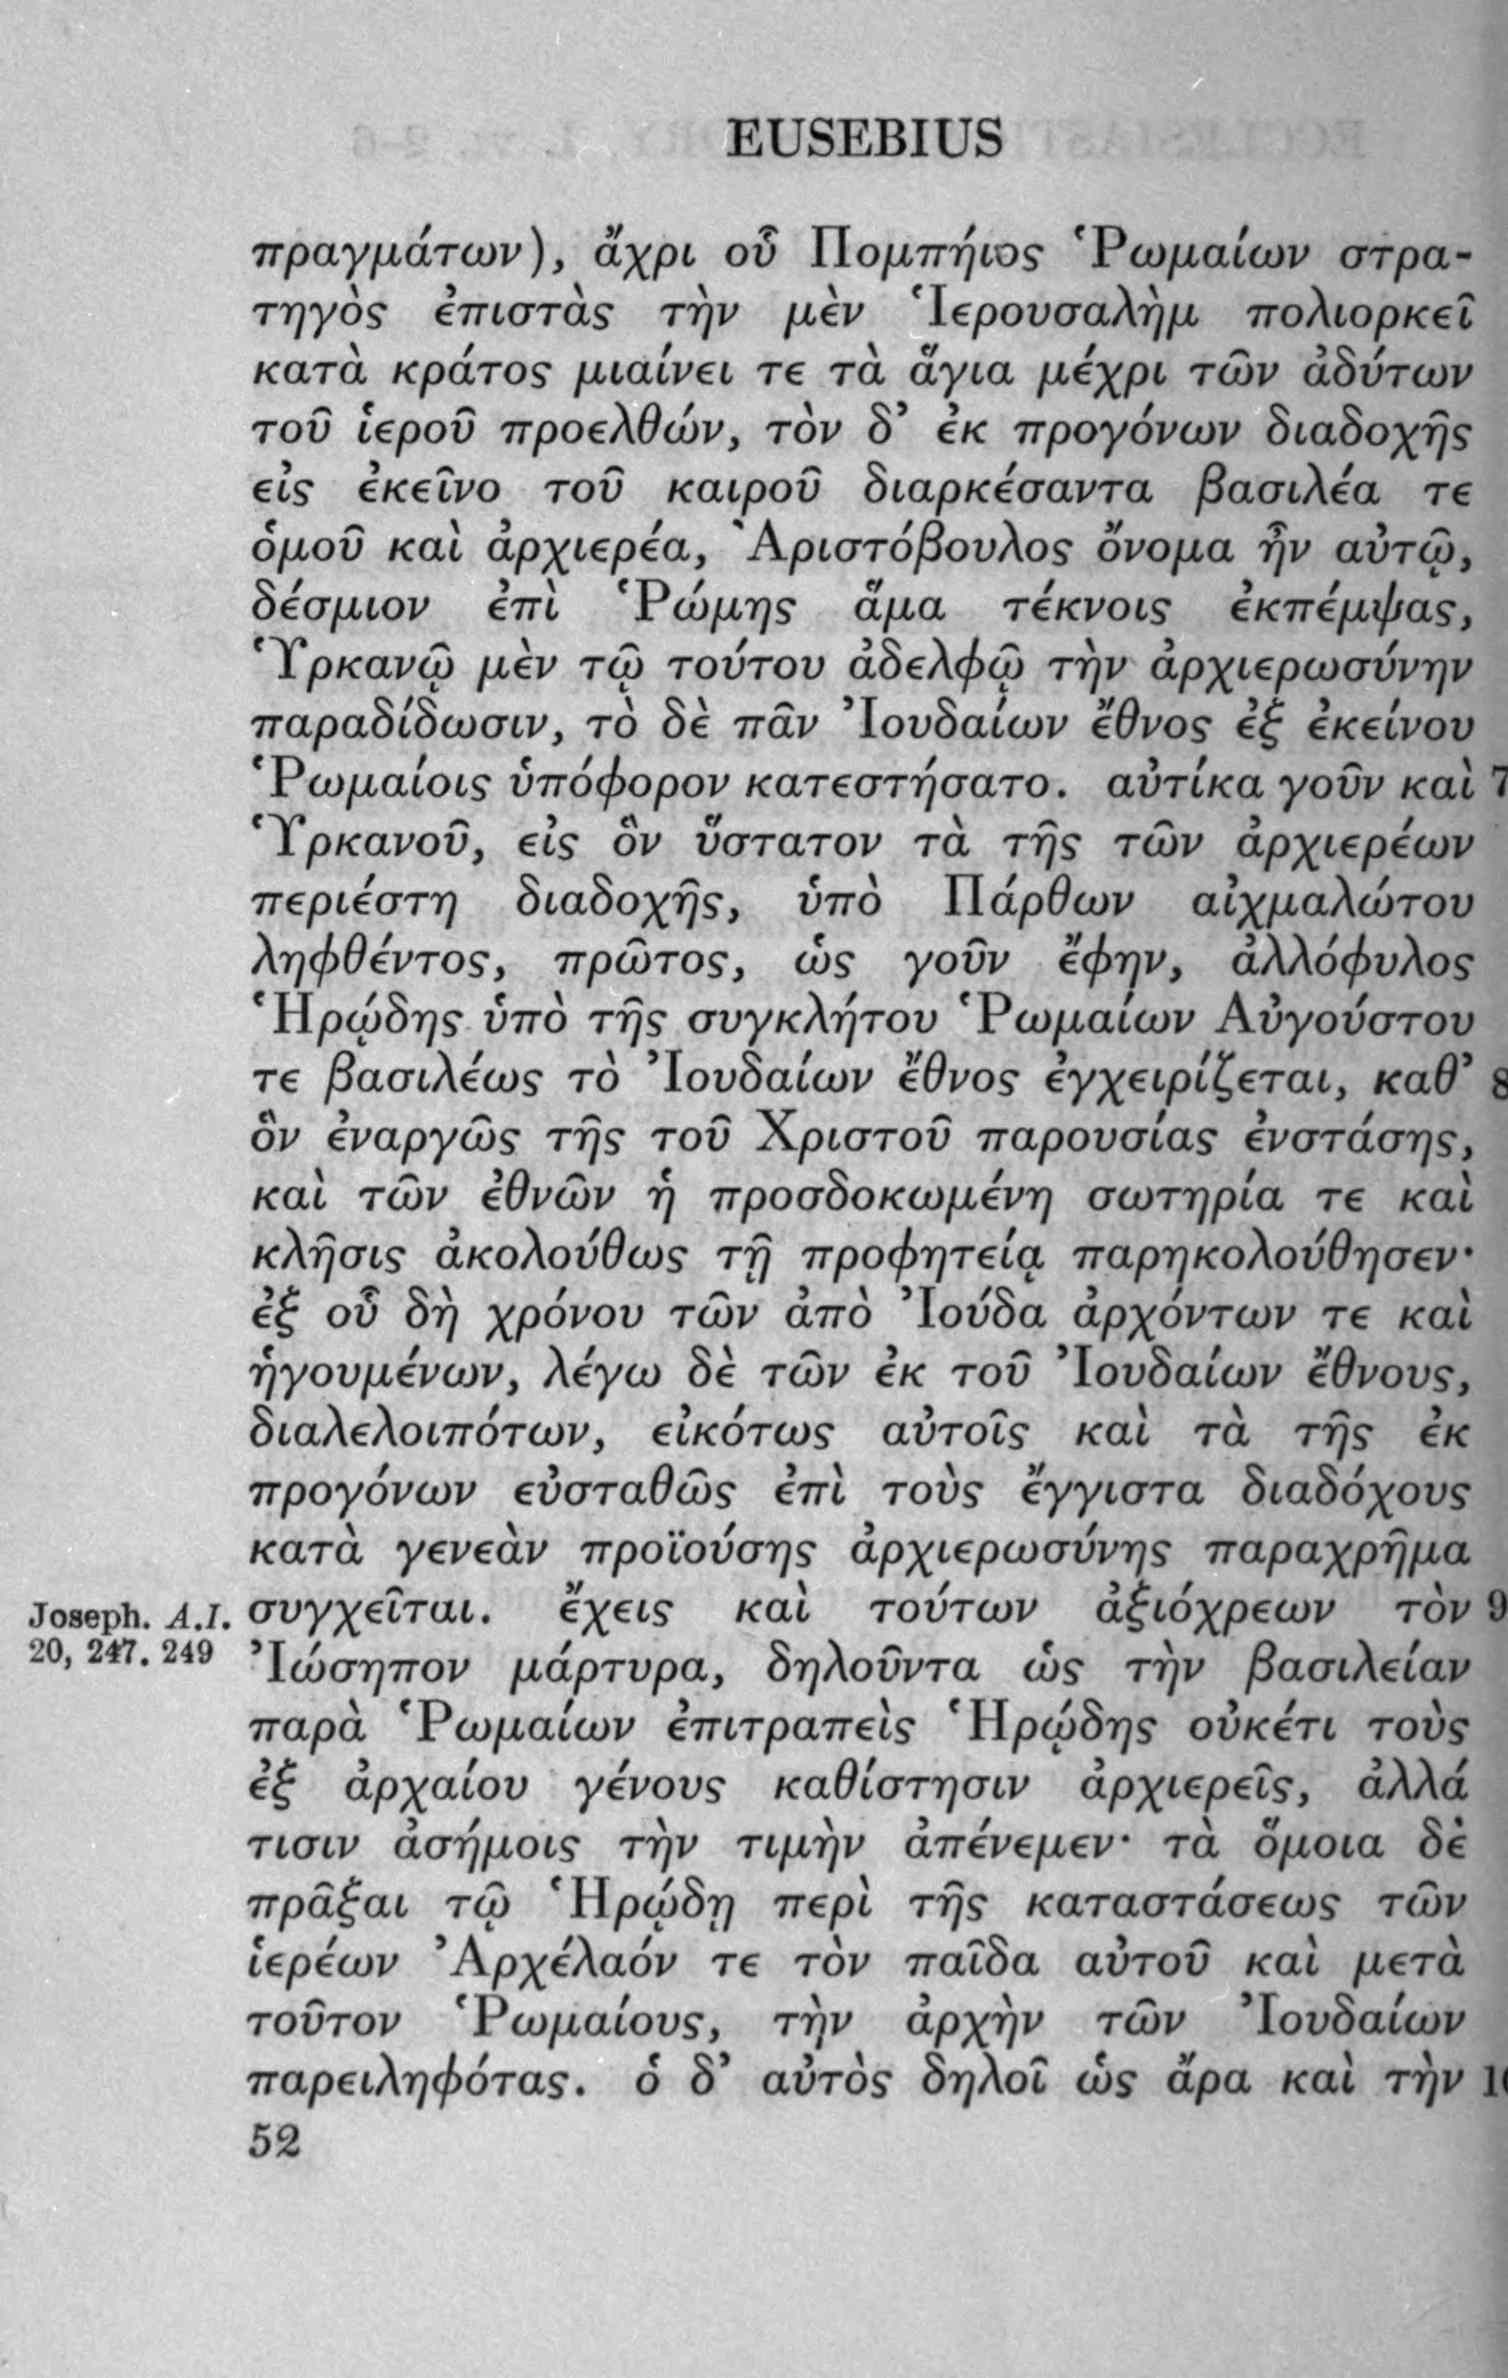 EUSEBIUS
πραγμάτων), ἄχρι οὗ Πομπήιος Ῥωμαίων στρα-
τηγὸς ἐπιστὰς τὴν μὲν Ἱερουσαλὴμ πολιορκεῖ
κατὰ κράτος μιαίνει τε τὰ ἅγια μέχρι τῶν ἀδύτων
τοῦ ἱεροῦ προελθών, τὸν δ’ ἐκ προγόνων διαδοχῆς
εἰς ἐκεῖνο τοῦ καιροῦ διαρκέσαντα βασιλέα τε
ὁμοῦ καὶ ἀρχιερέα, Ἀριστόβουλος ὄνομα ἦν αὐτῷ,
δέσμιον ἐπὶ Ῥώμης ἅμα τέκνοις ἐκπέμψας,
Ὑρκανῷ μὲν τῷ τούτου ἀδελφῷ τὴν ἀρχιερωσύνην
παραδίδωσιν, τὸ δὲ πᾶν Ἰουδαίων ἔθνος ἐξ ἐκείνου
Ῥωμαίοις ὑπόφορον κατεστήσατο. αὐτίκα γοῦν καὶ 7
Ὑρκανοῦ, εἰς ὃν ὕστατον τὰ τῆς τῶν ἀρχιερέων
περιέστη διαδοχῆς, ὑπὸ Πάρθων αἰχμαλώτου
ληφθέντος, πρῶτος, ὡς γοῦν ἔφην, ἀλλόφυλος
Ἡρῴδης ὑπὸ τῆς συγκλήτου Ῥωμαίων Αὐγούστου
τε βασιλέως τὸ Ἰουδαίων ἔθνος ἐγχειρίζεται, καθ’ 8
ὃν ἐναργῶς τῆς τοῦ Χριστοῦ παρουσίας ἐνστάσης,
καὶ τῶν ἐθνῶν ἡ προσδοκωμένη σωτηρία τε καὶ
κλῆσις ἀκολούθως τῇ προφητείᾳ παρηκολούθησεν·
ἐξ οὗ δὴ χρόνου τῶν ἀπὸ Ἰούδα ἀρχόντων τε καὶ
ἡγουμένων, λέγω δὲ τῶν ἐκ τοῦ Ἰουδαίων ἔθνους,
διαλελοιπότων, εἰκότως αὐτοῖς καὶ τὰ τῆς ἐκ
προγόνων εὐσταθῶς ἐπὶ τοὺς ἔγγιστα διαδόχους
κατὰ γενεὰν προϊούσης ἀρχιερωσύνης παραχρῆμα
Joseph. A.I. συγχεῖται. ἔχεις καὶ τούτων ἀξιόχρεων τὸν 9
20, 247. 249 Ἰώσηπον μάρτυρα, δηλοῦντα ὡς τὴν βασιλείαν
παρὰ Ῥωμαίων ἐπιτραπεὶς Ἡρῴδης οὐκέτι τοὺς
ἐξ ἀρχαίου γένους καθίστησιν ἀρχιερεῖς, ἀλλά
τισιν ἀσήμοις τὴν τιμὴν ἀπένεμεν· τὰ ὅμοια δὲ
πρᾶξαι τῷ Ἡρῴδῃ περὶ τῆς καταστάσεως τῶν
ἱερέων Ἀρχέλαόν τε τὸν παῖδα αὐτοῦ καὶ μετὰ
τοῦτον Ῥωμαίους, τὴν ἀρχὴν τῶν Ἰουδαίων
παρειληφότας. ὁ δ’ αὐτὸς δηλοῖ ὡς ἄρα καὶ τὴν 10
52